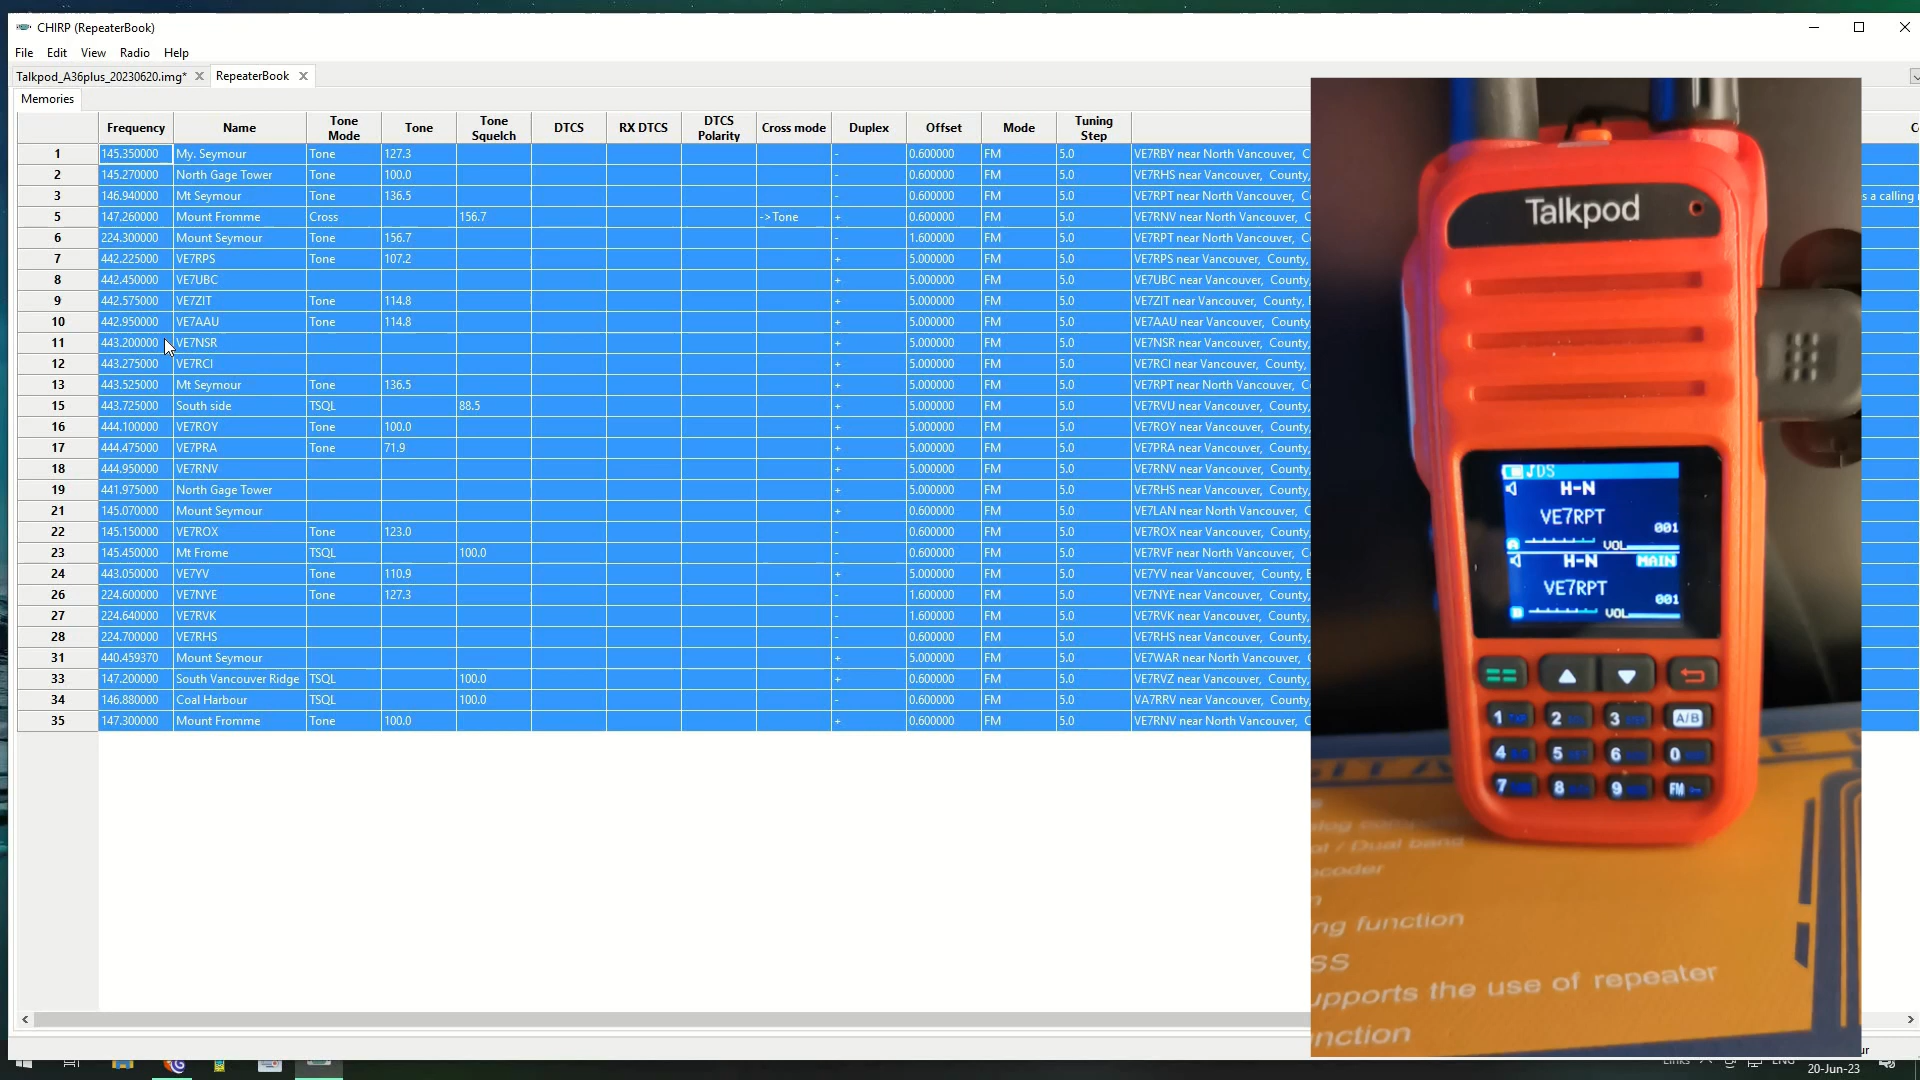 CHIRP (RepeaterBook)
File Edit View Radio Help
Talkpod_A36plus_20230620.img* RepeaterBook
Memories
Frequency Name Tone Mode Tone Tone Squelch DTCS RX DTCS DTCS Polarity Cross mode Duplex Offset Mode Tuning Step
1 145.350000 My. Seymour Tone 127.3 - 0.600000 FM 5.0 VE7RBY near North Vancouver, C
2 145.270000 North Gage Tower Tone 100.0 - 0.600000 FM 5.0 VE7RHS near Vancouver, County,
3 146.940000 Mt Seymour Tone 136.5 - 0.600000 FM 5.0 VE7RPT near North Vancouver, C s a calling
5 147.260000 Mount Fromme Cross 156.7 ->Tone + 0.600000 FM 5.0 VE7RNV near North Vancouver, C
6 224.300000 Mount Seymour Tone 156.7 - 1.600000 FM 5.0 VE7RPT near North Vancouver, C
7 442.225000 VE7RPS Tone 107.2 + 5.000000 FM 5.0 VE7RPS near Vancouver, County,
8 442.450000 VE7UBC + 5.000000 FM 5.0 VE7UBC near Vancouver, County,
9 442.575000 VE7ZIT Tone 114.8 + 5.000000 FM 5.0 VE7ZIT near Vancouver, County,
10 442.950000 VE7AAU Tone 114.8 + 5.000000 FM 5.0 VE7AAU near Vancouver, County,
11 443.200000 VE7NSR + 5.000000 FM 5.0 VE7NSR near Vancouver, County,
12 443.275000 VE7RCI + 5.000000 FM 5.0 VE7RCI near Vancouver, County,
13 443.525000 Mt Seymour Tone 136.5 + 5.000000 FM 5.0 VE7RPT near North Vancouver, C
15 443.725000 South side TSQL 88.5 + 5.000000 FM 5.0 VE7RVU near Vancouver, County,
16 444.100000 VE7ROY Tone 100.0 + 5.000000 FM 5.0 VE7ROY near Vancouver, County,
17 444.475000 VE7PRA Tone 71.9 + 5.000000 FM 5.0 VE7PRA near Vancouver, County,
18 444.950000 VE7RNV + 5.000000 FM 5.0 VE7RNV near Vancouver, County,
19 441.975000 North Gage Tower + 5.000000 FM 5.0 VE7RHS near Vancouver, County,
21 145.070000 Mount Seymour + 0.600000 FM 5.0 VE7LAN near North Vancouver, C
22 145.150000 VE7ROX Tone 123.0 - 0.600000 FM 5.0 VE7ROX near Vancouver, County,
23 145.450000 Mt Frome TSQL 100.0 - 0.600000 FM 5.0 VE7RVF near North Vancouver, C
24 443.050000 VE7YV Tone 110.9 + 5.000000 FM 5.0 VE7YV near Vancouver, County, E
26 224.600000 VE7NYE Tone 127.3 - 1.600000 FM 5.0 VE7NYE near Vancouver, County,
27 224.640000 VE7RVK - 1.600000 FM 5.0 VE7RVK near Vancouver, County,
28 224.700000 VE7RHS - 0.600000 FM 5.0 VE7RHS near Vancouver, County,
31 440.459370 Mount Seymour + 5.000000 FM 5.0 VE7WAR near North Vancouver, C
33 147.200000 South Vancouver Ridge TSQL 100.0 + 0.600000 FM 5.0 VE7RVZ near Vancouver, County,
34 146.880000 Coal Harbour TSQL 100.0 - 0.600000 FM 5.0 VA7RRV near Vancouver, County,
35 147.300000 Mount Fromme Tone 100.0 + 0.600000 FM 5.0 VE7RNV near North Vancouver, C
Talkpod
DS
H-N
VE7RPT
001
A VOL
H-N MAIN
VE7RPT
001
B VOL
1 2 3 A/B
4 5 6 0
7 8 9 FM
/ Dual band
ng function
SS
upports the use of repeater
nction
ENG
20-Jun-23